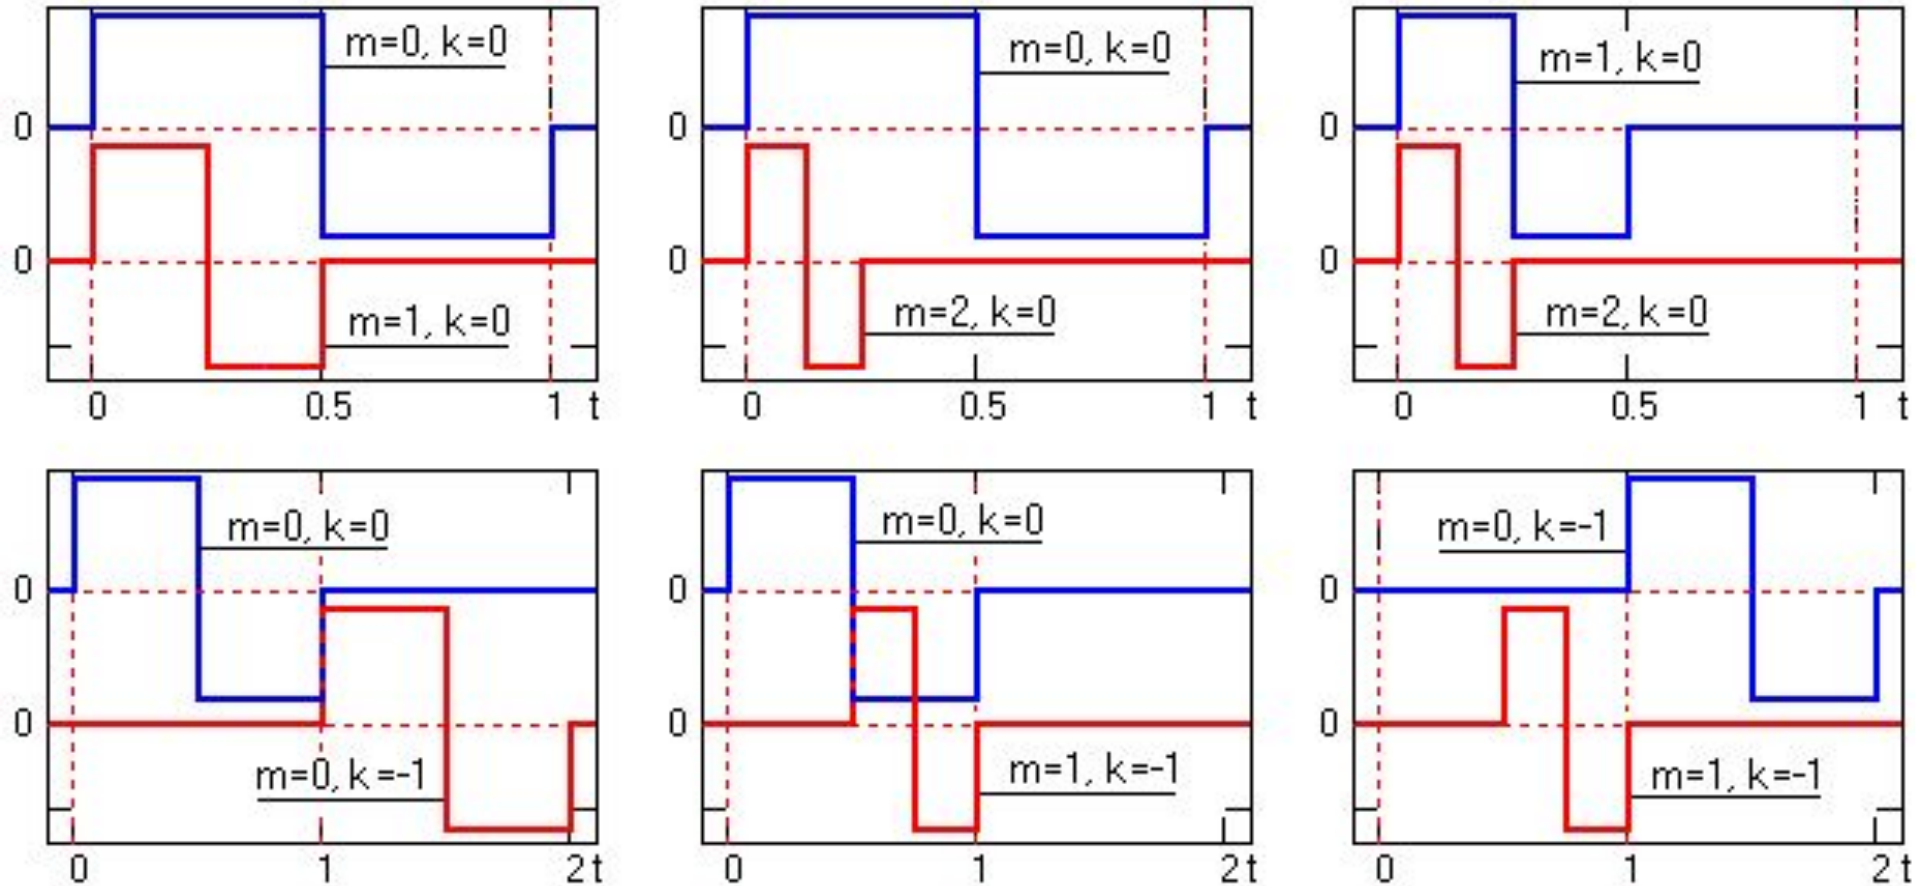 m=0, k=0
0
0
m=1, k=0
0 0.5 1 t
m=0, k=0
0
0
m=2, k=0
0 0.5 1 t
m=1, k=0
0
0
m=2, k=0
0 0.5 1 t
m=0, k=0
0
0
m=0, k=-1
0 1 2 t
m=0, k=0
0
0
m=1, k=-1
0 1 2 t
m=0, k=-1
0
0
m=1, k=-1
0 1 2 t